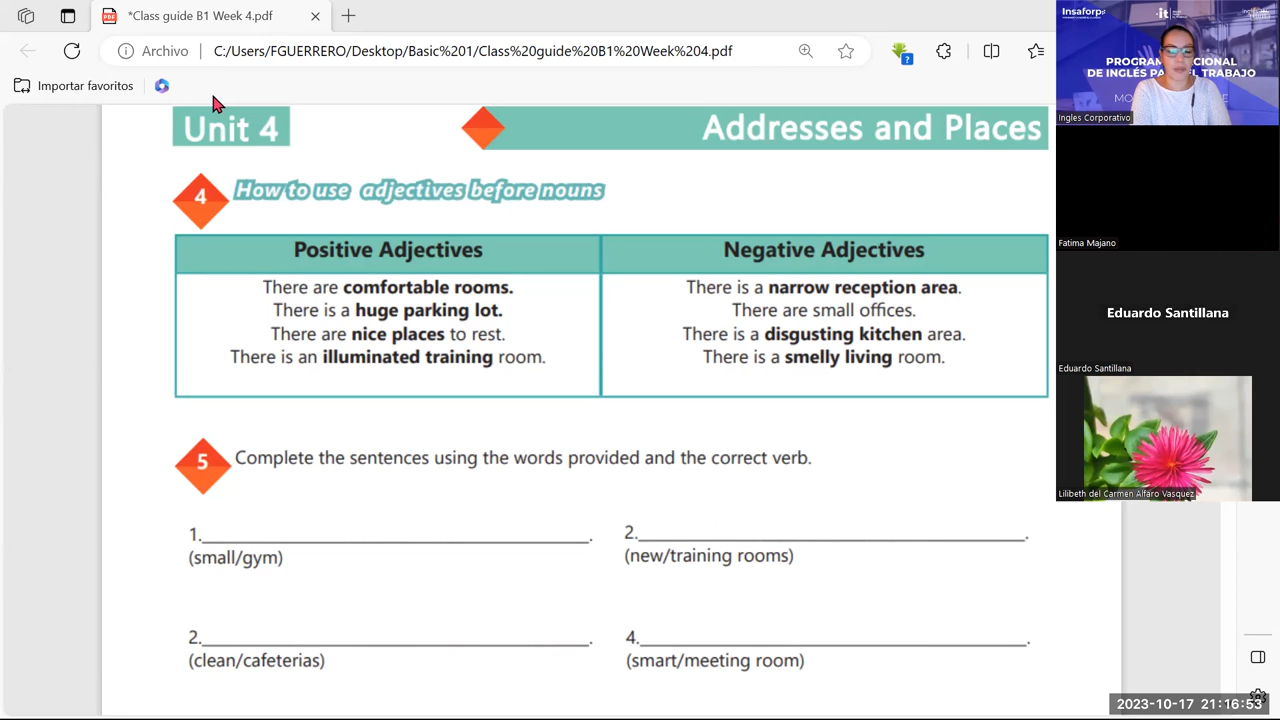 *Class guide B1 Week 4.pdf
Archivo
C:/Users/FGUERRERO/Desktop/Basic%201/Class%20guide%20B1%20Week%204.pdf
Importar favoritos
Unit 4
Addresses and Places
4
How to use adjectives before nouns
Positive Adjectives
There are comfortable rooms.
There is a huge parking lot.
There are nice places to rest.
There is an illuminated training room.
Negative Adjectives
There is a narrow reception area.
There are small offices.
There is a disgusting kitchen area.
There is a smelly living room.
5
Complete the sentences using the words provided and the correct verb.
1.
(small/gym)
2.
(new/training rooms)
2.
(clean/cafeterias)
4.
(smart/meeting room)
Insaforp
Ingles Corporativo
Fatima Majano
Eduardo Santillana
Eduardo Santillana
Lilibeth del Carmen Alfaro Vasquez
2023-10-17 21:16:53